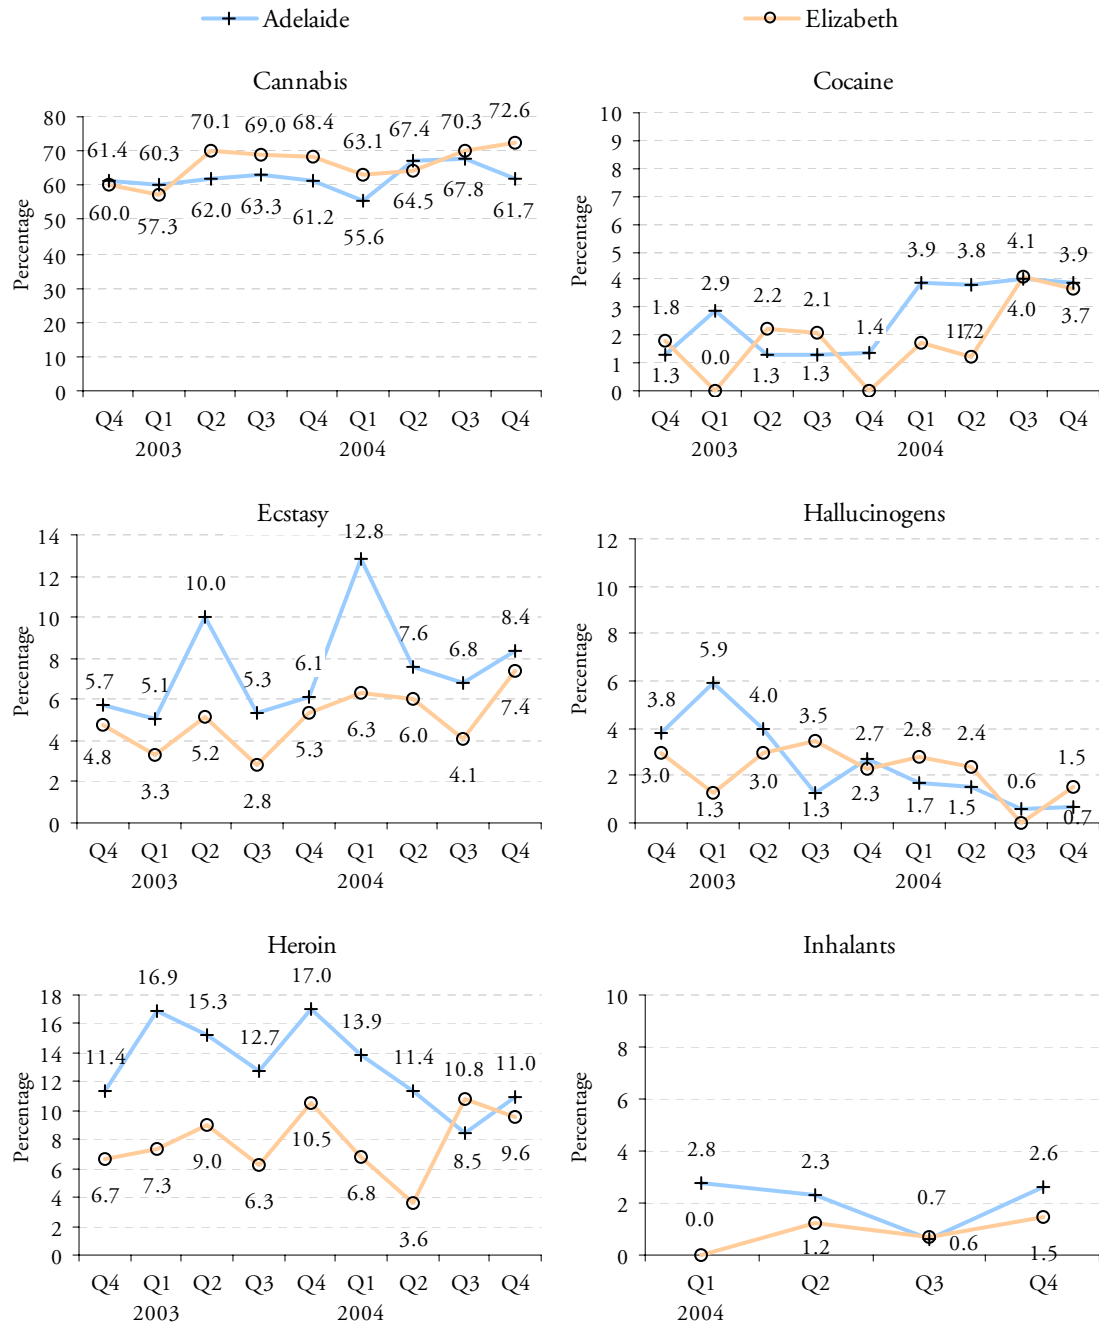 Adelaide Elizabeth
Cannabis
Percentage
80
70
60
50
40
30
20
10
0
61.4 60.3 70.1 69.0 68.4 63.1 67.4 70.3 72.6
60.0 57.3 62.0 63.3 61.2 55.6 64.5 67.8 61.7
Q4 Q1 Q2 Q3 Q4 Q1 Q2 Q3 Q4
2003 2004
Cocaine
Percentage
10
9
8
7
6
5
4
3
2
1
0
1.8 2.9 2.2 2.1 1.4 3.9 3.8 4.1 3.9
1.3 0.0 1.3 1.3 1.7 1.2 4.0 3.7
Q4 Q1 Q2 Q3 Q4 Q1 Q2 Q3 Q4
2003 2004
Ecstasy
Percentage
14
12
10
8
6
4
2
0
5.7 5.1 10.0 5.3 6.1 12.8 7.6 6.8 8.4
4.8 3.3 5.2 2.8 5.3 6.3 6.0 4.1 7.4
Q4 Q1 Q2 Q3 Q4 Q1 Q2 Q3 Q4
2003 2004
Hallucinogens
Percentage
12
10
8
6
4
2
0
3.8 5.9 4.0 3.5 2.7 2.8 2.4 0.6 1.5
3.0 1.3 3.0 1.3 2.3 1.7 1.5 0.7
Q4 Q1 Q2 Q3 Q4 Q1 Q2 Q3 Q4
2003 2004
Heroin
Percentage
18
16
14
12
10
8
6
4
2
0
11.4 16.9 15.3 12.7 17.0 13.9 11.4 10.8 11.0
6.7 7.3 9.0 6.3 10.5 6.8 3.6 8.5 9.6
Q4 Q1 Q2 Q3 Q4 Q1 Q2 Q3 Q4
2003 2004
Inhalants
Percentage
10
8
6
4
2
0
2.8 2.3 0.7 2.6
0.0 1.2 0.6 1.5
Q1 Q2 Q3 Q4
2004